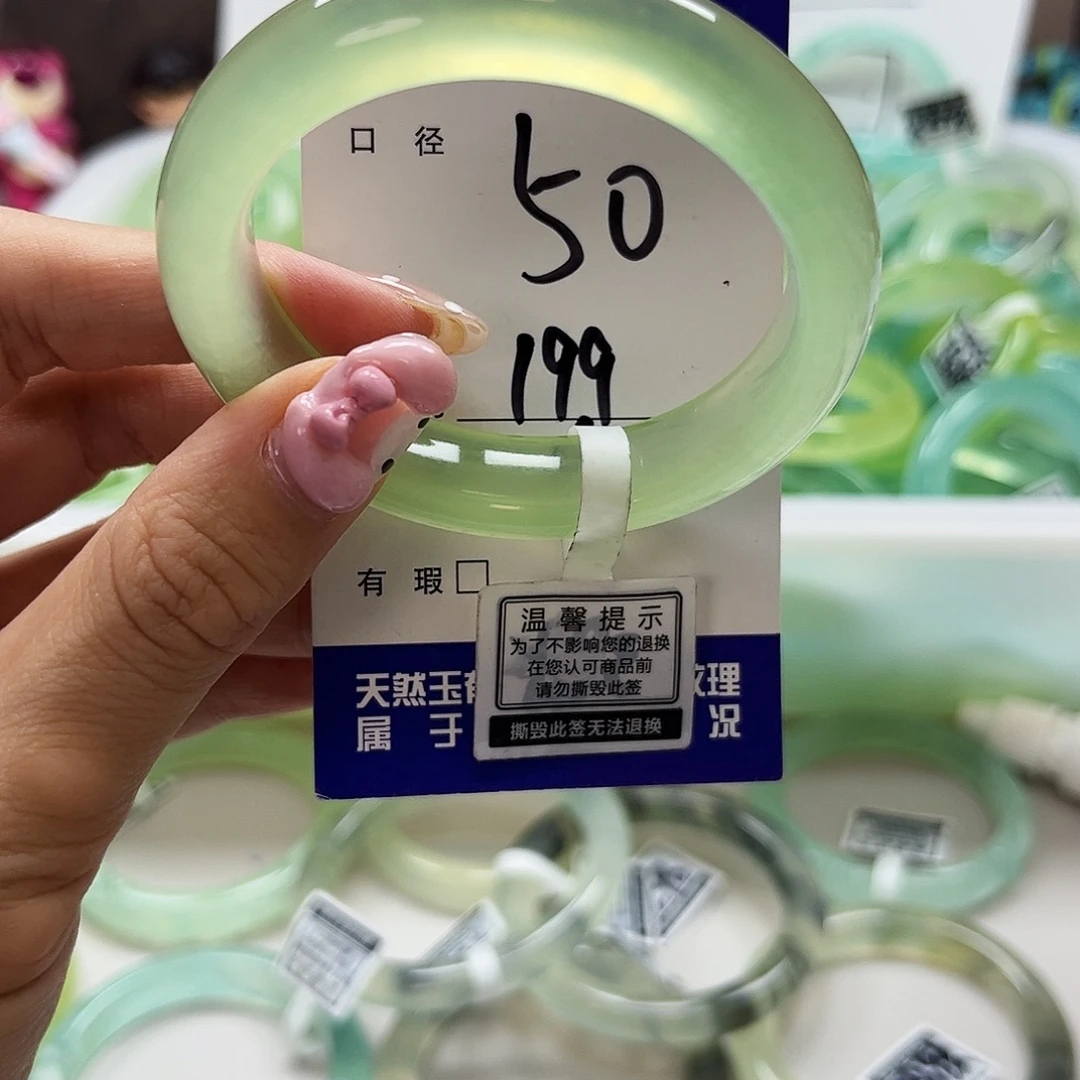 口 径
50
199
有 瑕
温馨提示
为了不影响您的退换
在您认可商品前
请勿撕毁此签
撕毁此签无法退换
天然玉 纹理
属 于 况